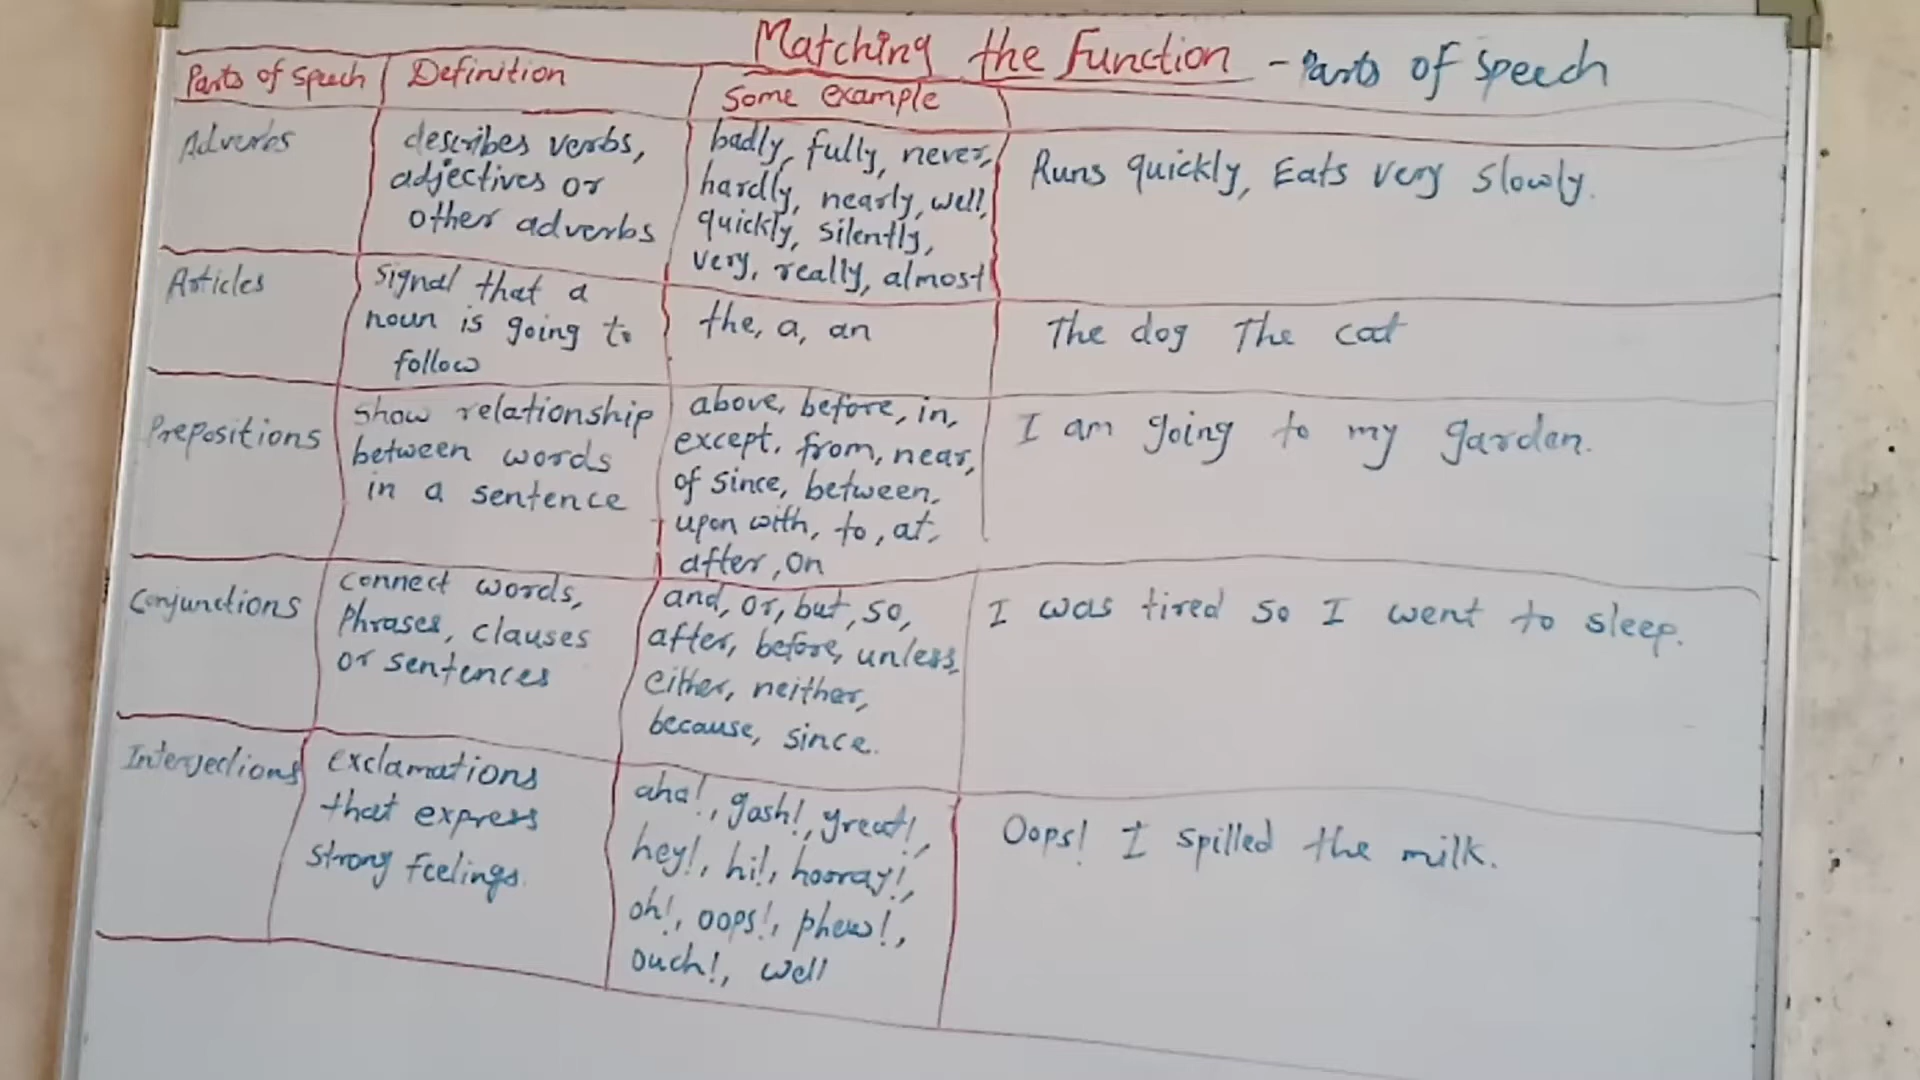 Matching the Function - Parts of Speech
Parts of speech
Definition
Some example
Adverbs
describes verbs,
adjectives or
other adverbs
badly, fully, never,
hardly, nearly, well,
quickly, silently,
very, really, almost
Runs quickly, Eats very slowly.
Articles
Signal that a
noun is going to
follow
the, a, an
The dog The cat
Prepositions
show relationship
between words
in a sentence
above, before, in,
except, from, near,
of since, between,
upon with, to, at,
after, on
I am going to my garden.
Conjunctions
connect words,
Phrases, clauses
or sentences
and, or, but, so,
after, before, unless,
either, neither,
because, since.
I was tired so I went to sleep.
Interjections
exclamations
that express
strong feelings.
aha!, gosh!, great!,
hey!, hi!, hooray!,
oh!, oops!, phew!,
ouch!, well
Oops! I spilled the milk.